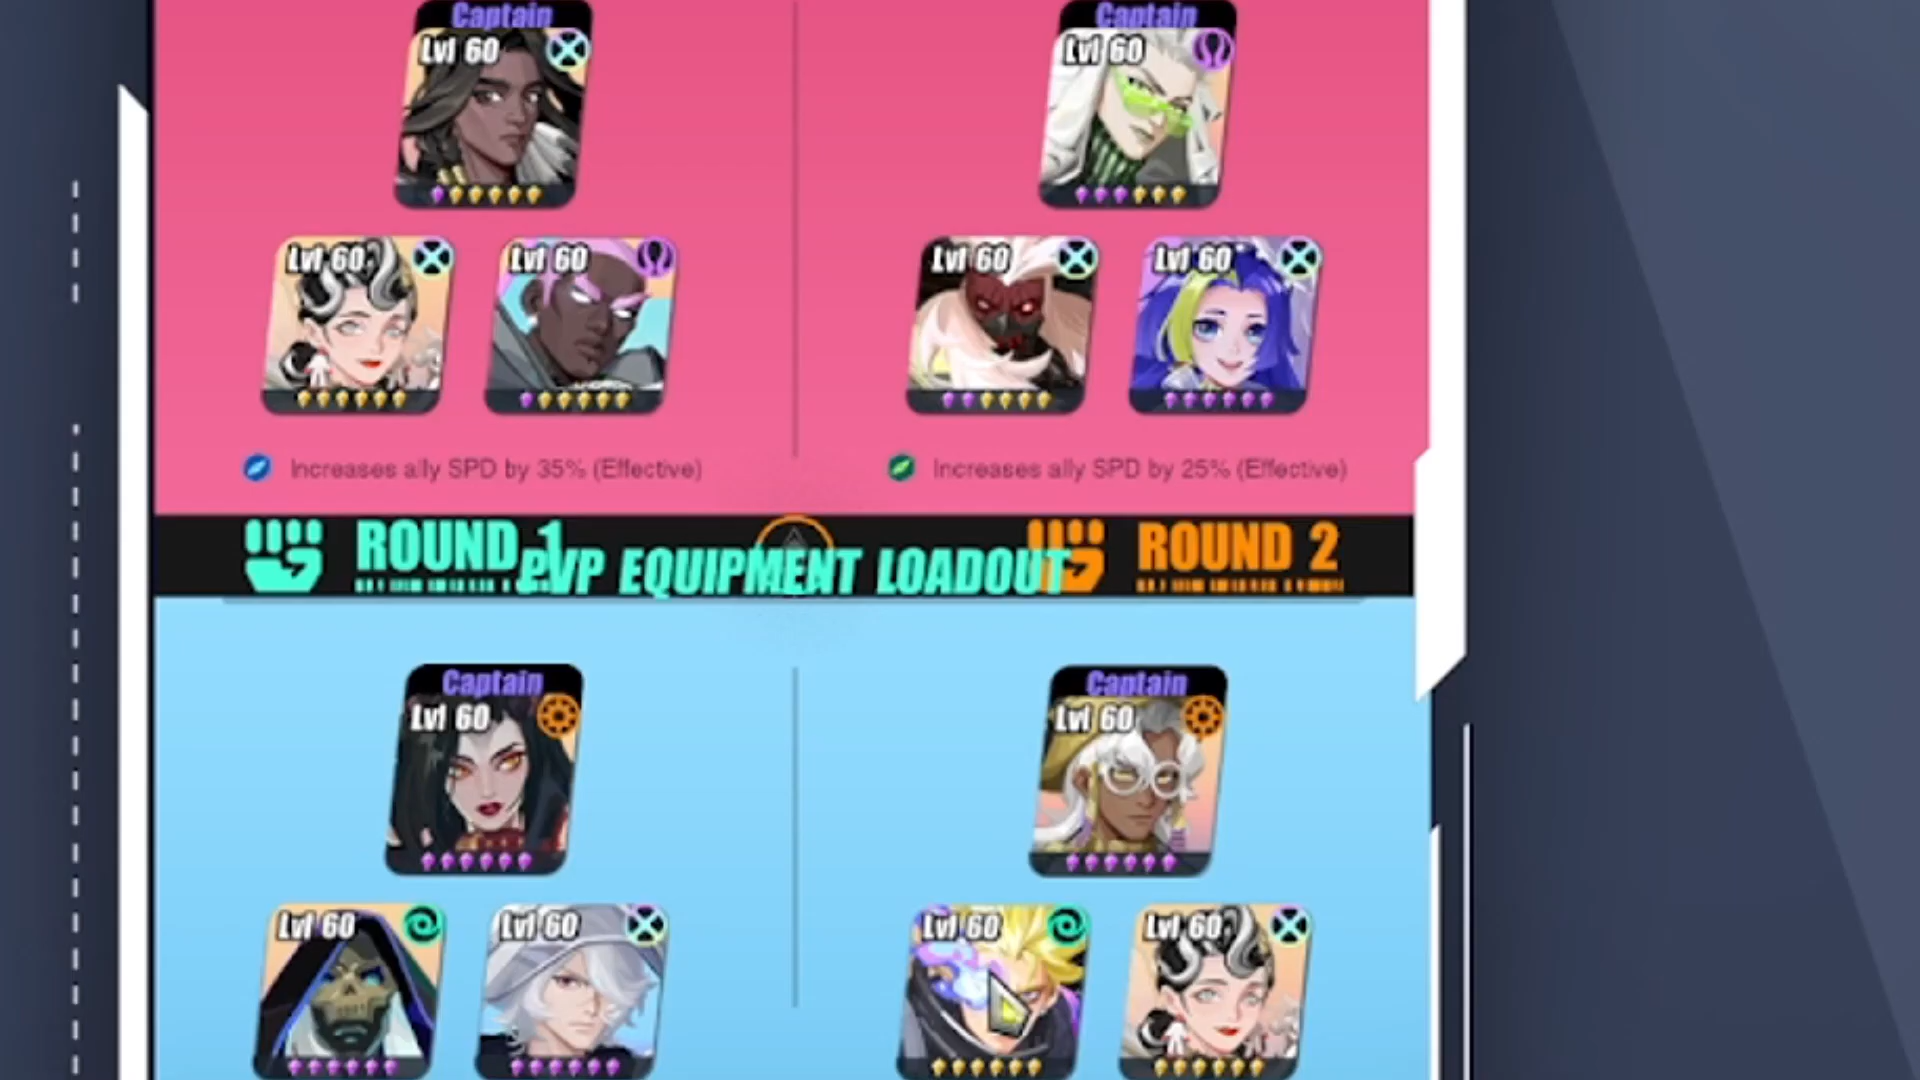 Captain
Captain
Lvl 60
Lvl 60
Lvl 60
Lvl 60
Lvl 60
Lvl 60
Increases ally SPD by 35% (Effective)
Increases ally SPD by 25% (Effective)
ROUND 1
PVP EQUIPMENT LOADOUT
ROUND 2
Captain
Captain
Lvl 60
Lvl 60
Lvl 60
Lvl 60
Lvl 60
Lvl 60